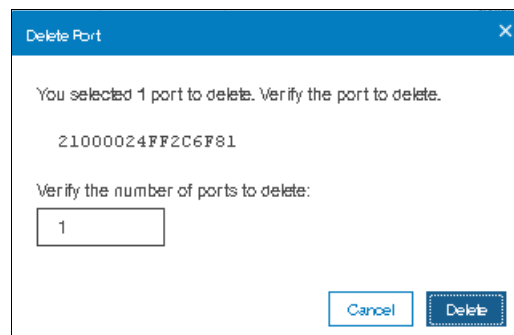 Delete Port
You selected 1 port to delete. Verify the port to delete.
21000024FF2C6F81
Verify the number of ports to delete:
1
Cancel
Delete